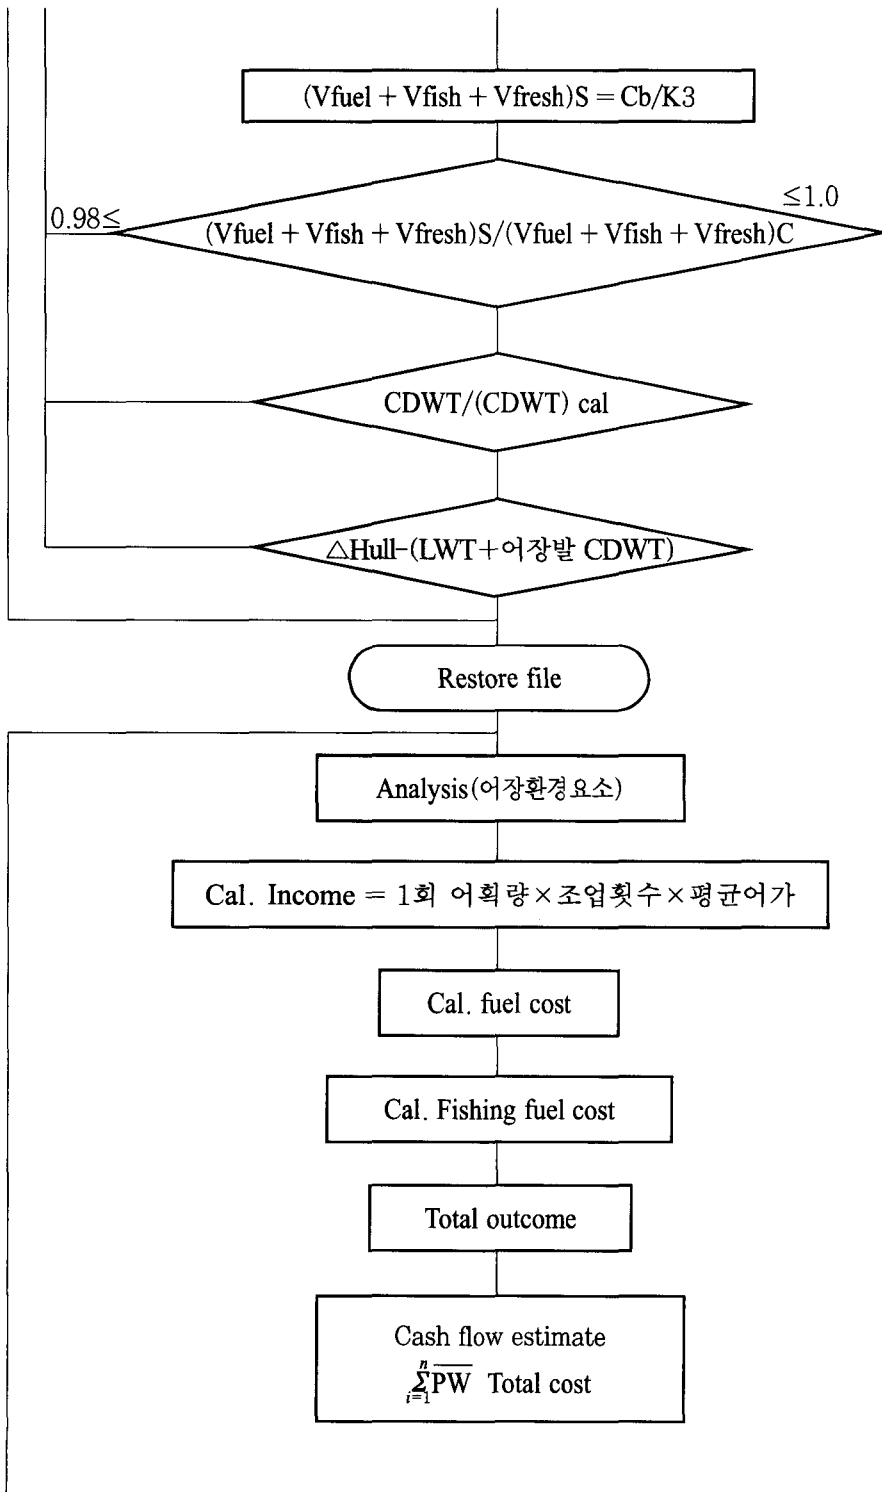 (Vfuel + Vfish + Vfresh)S = Cb/K3
≤1.0
0.98≤
(Vfuel + Vfish + Vfresh)S/(Vfuel + Vfish + Vfresh)C
CDWT/(CDWT) cal
△Hull-(LWT+어장발 CDWT)
Restore file
Analysis(어장환경요소)
Cal. Income = 1회 어획량×조업횟수×평균어가
Cal. fuel cost
Cal. Fishing fuel cost
Total outcome
Cash flow estimate
$\sum_{i=1}^{n} \overline{PW}$ Total cost